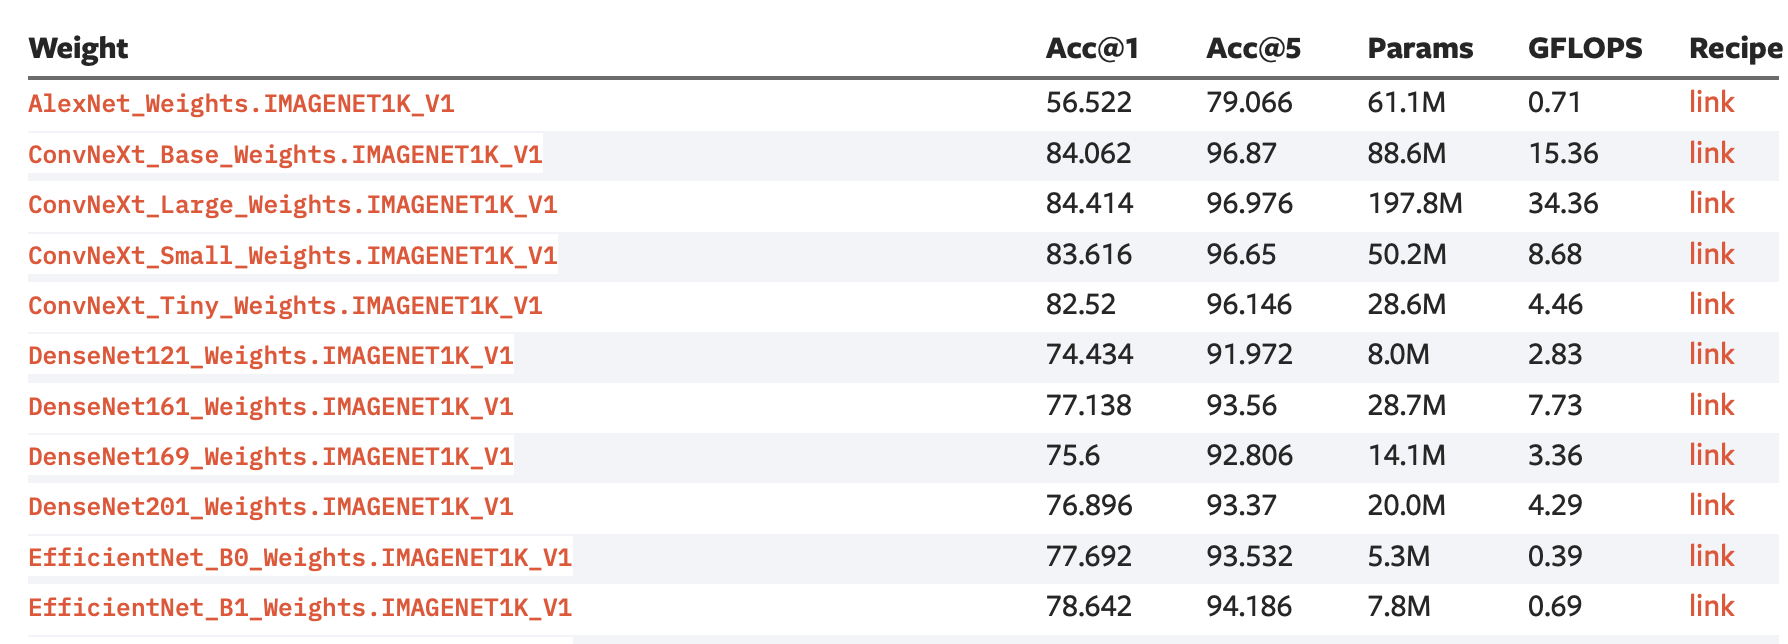 Weight Acc@1 Acc@5 Params GFLOPS Recipe
AlexNet_Weights.IMAGENET1K_V1 56.522 79.066 61.1M 0.71 link
ConvNeXt_Base_Weights.IMAGENET1K_V1 84.062 96.87 88.6M 15.36 link
ConvNeXt_Large_Weights.IMAGENET1K_V1 84.414 96.976 197.8M 34.36 link
ConvNeXt_Small_Weights.IMAGENET1K_V1 83.616 96.65 50.2M 8.68 link
ConvNeXt_Tiny_Weights.IMAGENET1K_V1 82.52 96.146 28.6M 4.46 link
DenseNet121_Weights.IMAGENET1K_V1 74.434 91.972 8.0M 2.83 link
DenseNet161_Weights.IMAGENET1K_V1 77.138 93.56 28.7M 7.73 link
DenseNet169_Weights.IMAGENET1K_V1 75.6 92.806 14.1M 3.36 link
DenseNet201_Weights.IMAGENET1K_V1 76.896 93.37 20.0M 4.29 link
EfficientNet_B0_Weights.IMAGENET1K_V1 77.692 93.532 5.3M 0.39 link
EfficientNet_B1_Weights.IMAGENET1K_V1 78.642 94.186 7.8M 0.69 link